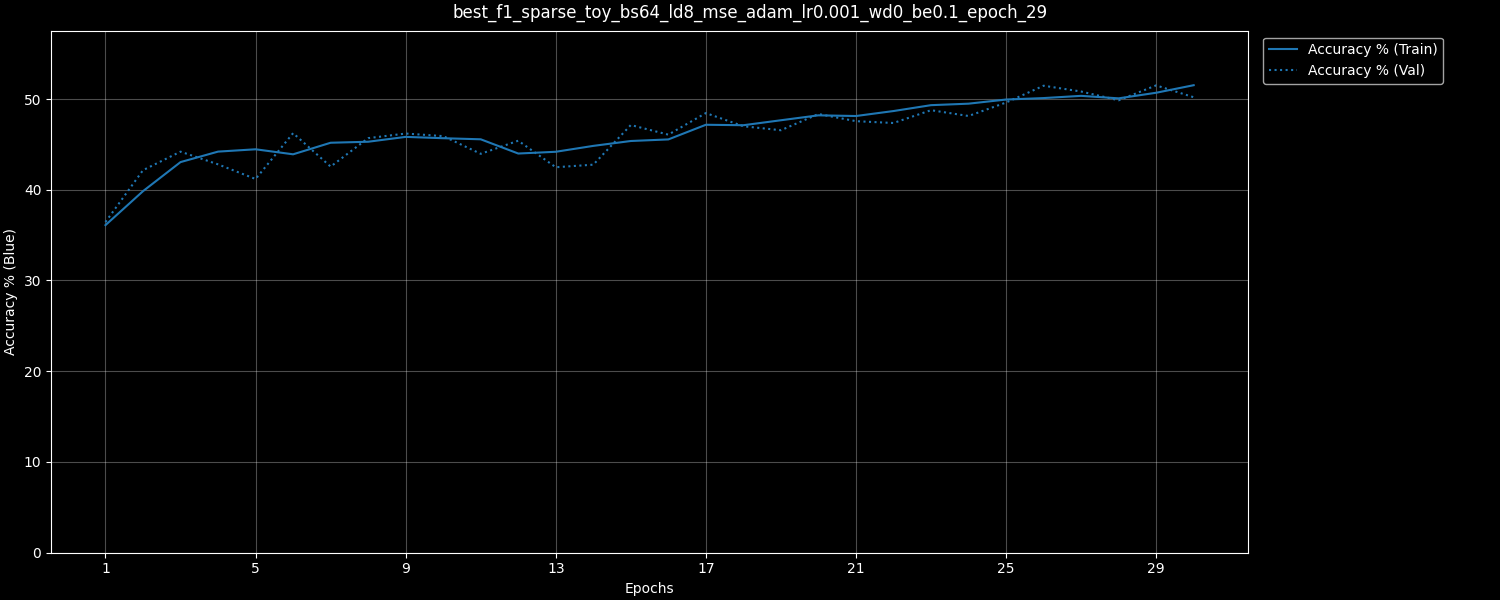 best_f1_sparse_toy_bs64_ld8_mse_adam_lr0.001_wd0_be0.1_epoch_29
Accuracy % (Train)
Accuracy % (Val)
Accuracy % (Blue)
50
40
30
20
10
0
1 5 9 13 17 21 25 29
Epochs